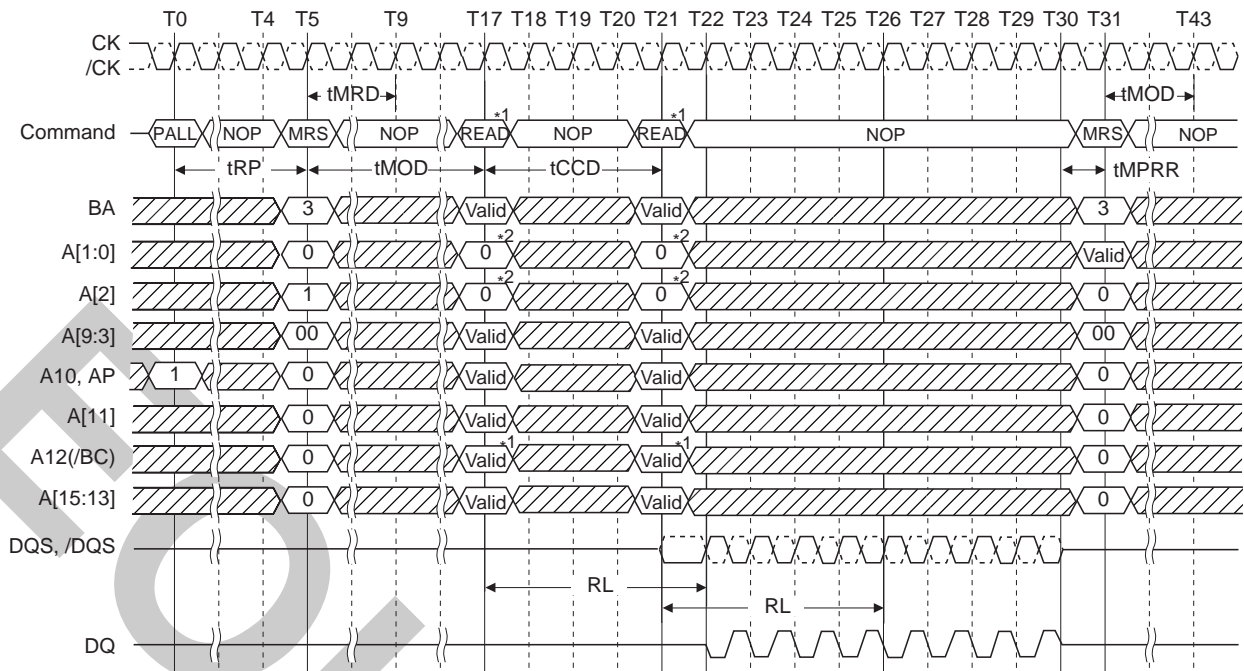 T0 T4 T5 T9 T17 T18 T19 T20 T21 T22 T23 T24 T25 T26 T27 T28 T29 T30 T31 T43
CK
/CK
tMRD tMOD
Command PALL NOP MRS NOP READ *1 NOP READ *1 NOP MRS NOP
tRP tMOD tCCD tMPRR
BA 3 Valid Valid 3
A[1:0] 0 0 *2 0 *2 Valid
A[2] 1 0 *2 0 *2 0
A[9:3] 00 Valid Valid 00
A10, AP 1 0 Valid Valid 0
A[11] 0 Valid Valid 0
A12(/BC) 0 Valid *1 Valid *1 0
A[15:13] 0 Valid Valid 0
DQS, /DQS
RL
RL
DQ